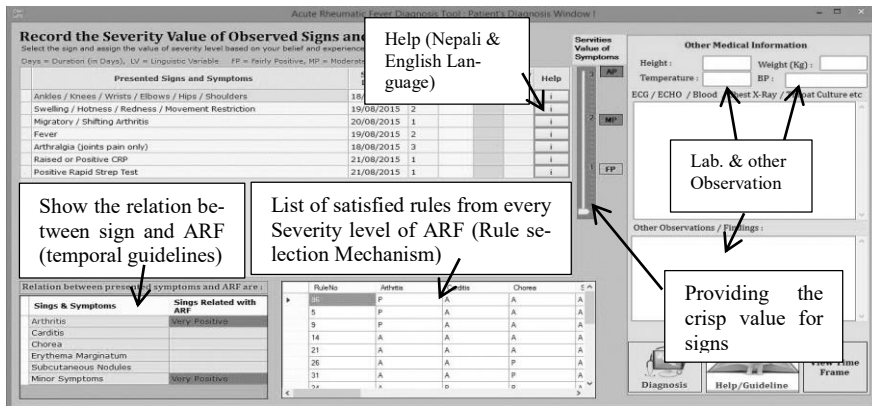 Acute Rheumatic Fever Diagnosis Tool : Patient's Diagnosis Window !
Record the Severity Value of Observed Signs and
Select the sign and assign the value of severity level based on your belief and experience
Days = Duration (in Days), LV = Linguistic Variable FP = Fairly Positive, MP = Moderate
Help (Nepali &
English Lan-
guage)
Presented Signs and Symptoms
Help
Ankles / Knees / Wrists / Elbows / Hips / Shoulders 18/ i
Swelling / Hotness / Redness / Movement Restriction 19/08/2015 2 i
Migratory / Shifting Arthritis 20/08/2015 1 i
Fever 19/08/2015 2 i
Arthralgia (joints pain only) 18/08/2015 3 i
Raised or Positive CRP 21/08/2015 1 i
Positive Rapid Strep Test 21/08/2015 1 i
Servities
Value of
Symptoms
3 AP
2 MP
1 FP
Other Medical Information
Height : Weight (Kg) :
Temperature : BP :
ECG / ECHO / Blood Chest X-Ray / Throat Culture etc
Lab. & other
Observation
Other Observations / Findings :
Show the relation be-
tween sign and ARF
(temporal guidelines)
List of satisfied rules from every
Severity level of ARF (Rule se-
lection Mechanism)
Providing the
crisp value for
signs
Relation between presented symptoms and ARF are :
Sings & Symptoms Sings Related with
ARF
Arthritis Very Positive
Carditis
Chorea
Erythema Marginatum
Subcutaneous Nodules
Minor Symptoms Very Positive
RuleNo Arthritis Carditis Chorea S
P A A A
5 P A A A
9 P A A A
14 A A A A
21 A A A A
26 A P A A
31 A A P A
A P P A
Diagnosis
Help/Guideline
View Time
Frame